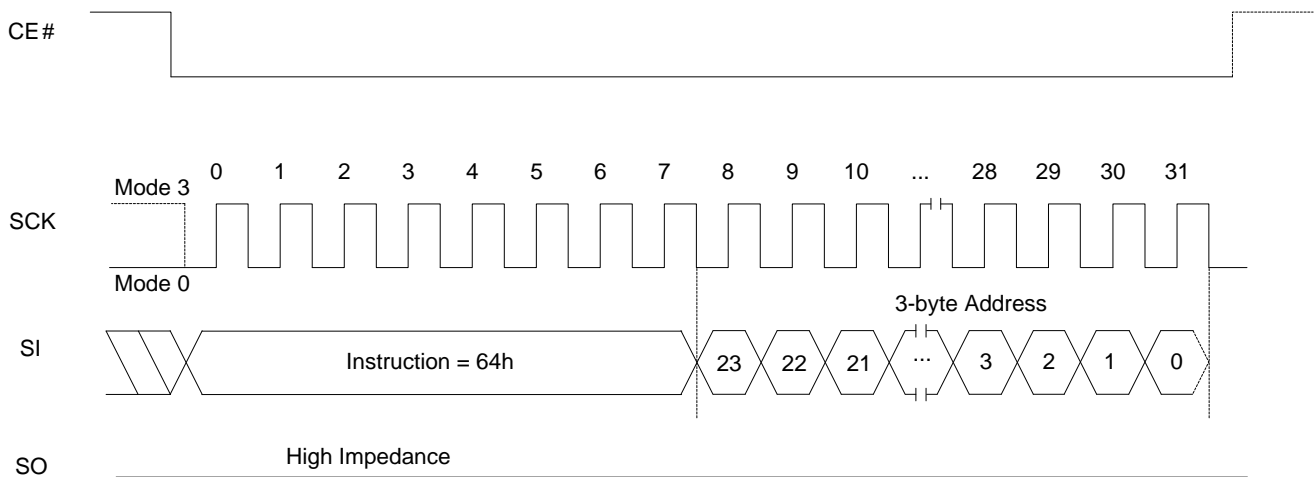 CE#
0 1 2 3 4 5 6 7 8 9 10 ... 28 29 30 31
Mode 3
SCK
Mode 0
3-byte Address
SI
Instruction = 64h
23 22 21 ... 3 2 1 0
High Impedance
SO